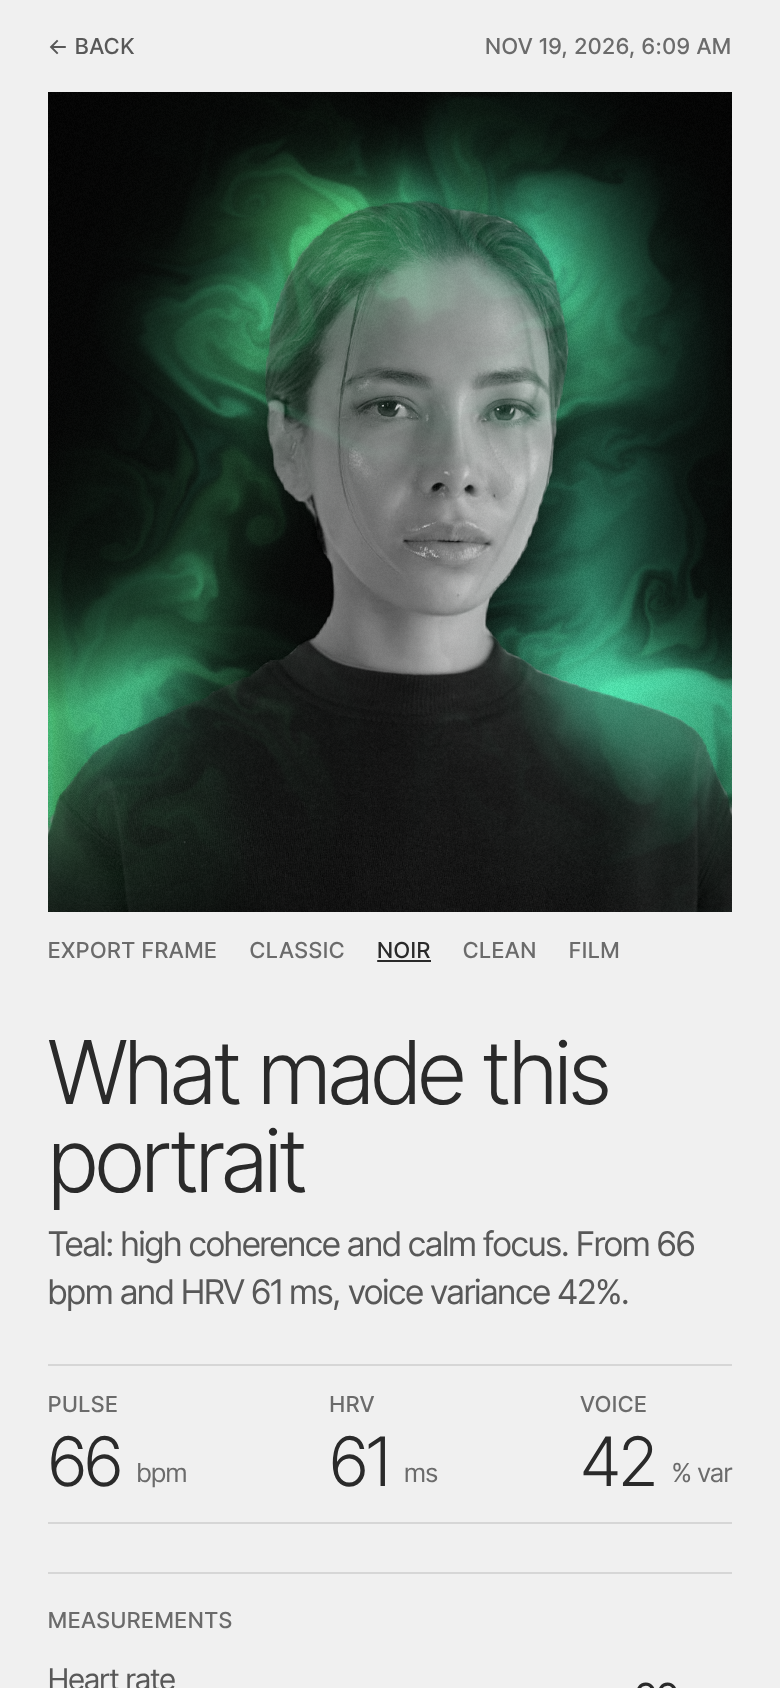 ← BACK
NOV 19, 2026, 6:09 AM
EXPORT FRAME CLASSIC NOIR CLEAN FILM
What made this
portrait
Teal: high coherence and calm focus. From 66
bpm and HRV 61 ms, voice variance 42%.
PULSE HRV VOICE
66 bpm 61 ms 42 % var
MEASUREMENTS
Heart rate